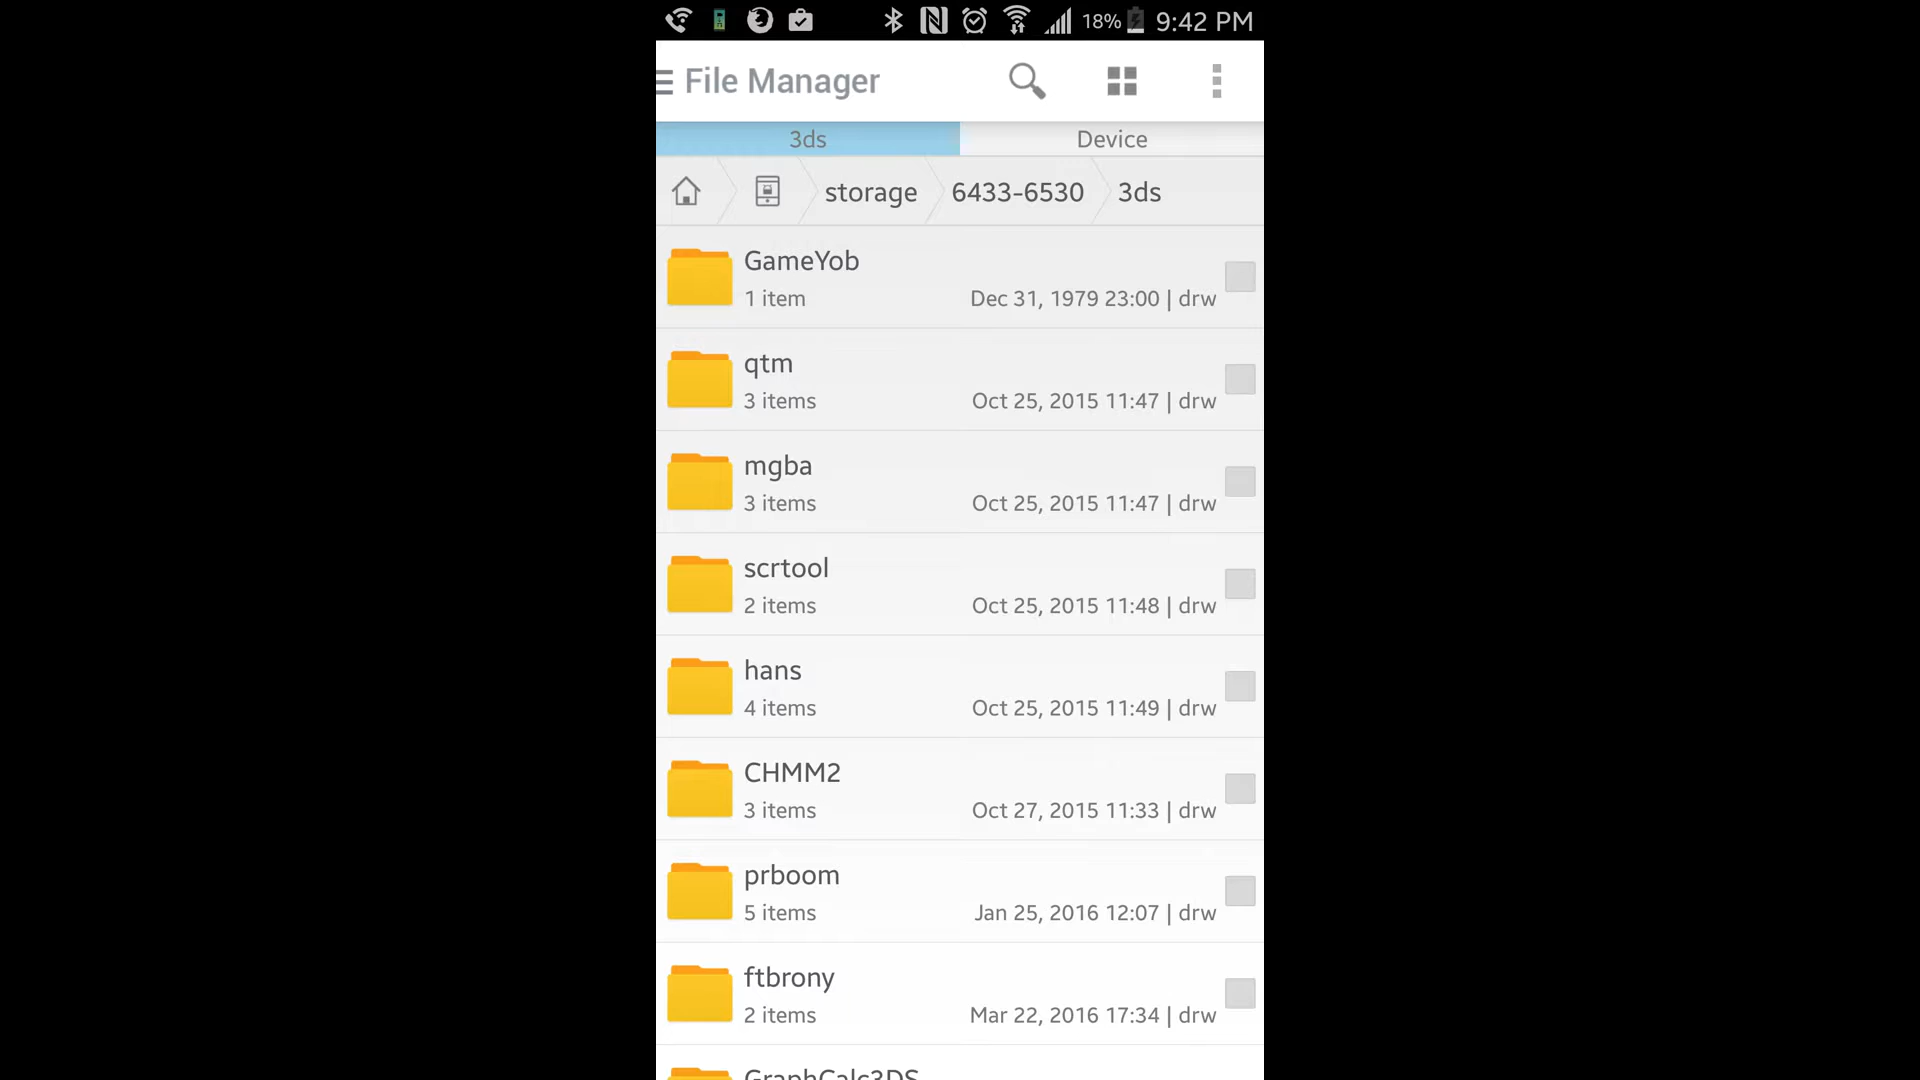 18% 9:42 PM
File Manager
3ds Device
storage 6433-6530 3ds
GameYob
1 item Dec 31, 1979 23:00 | drw
qtm
3 items Oct 25, 2015 11:47 | drw
mgba
3 items Oct 25, 2015 11:47 | drw
scrtool
2 items Oct 25, 2015 11:48 | drw
hans
4 items Oct 25, 2015 11:49 | drw
CHMM2
3 items Oct 27, 2015 11:33 | drw
prboom
5 items Jan 25, 2016 12:07 | drw
ftbrony
2 items Mar 22, 2016 17:34 | drw
GraphCalc3DS